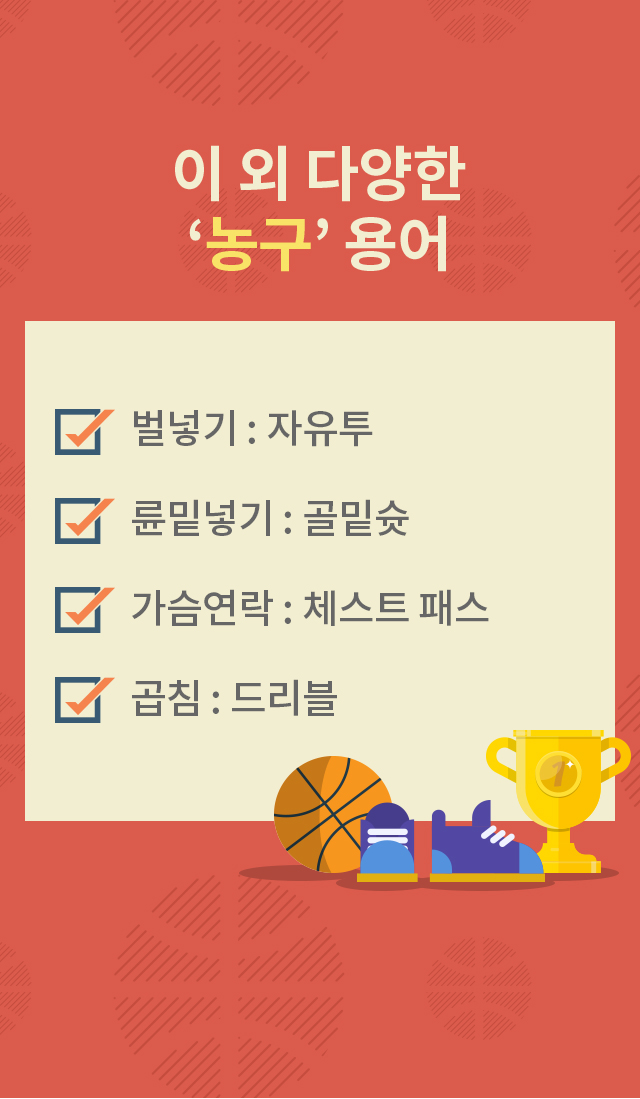 이 외 다양한
‘농구’ 용어
벌넣기 : 자유투
륜밑넣기 : 골밑슛
가슴연락 : 체스트 패스
곱침 : 드리블
1